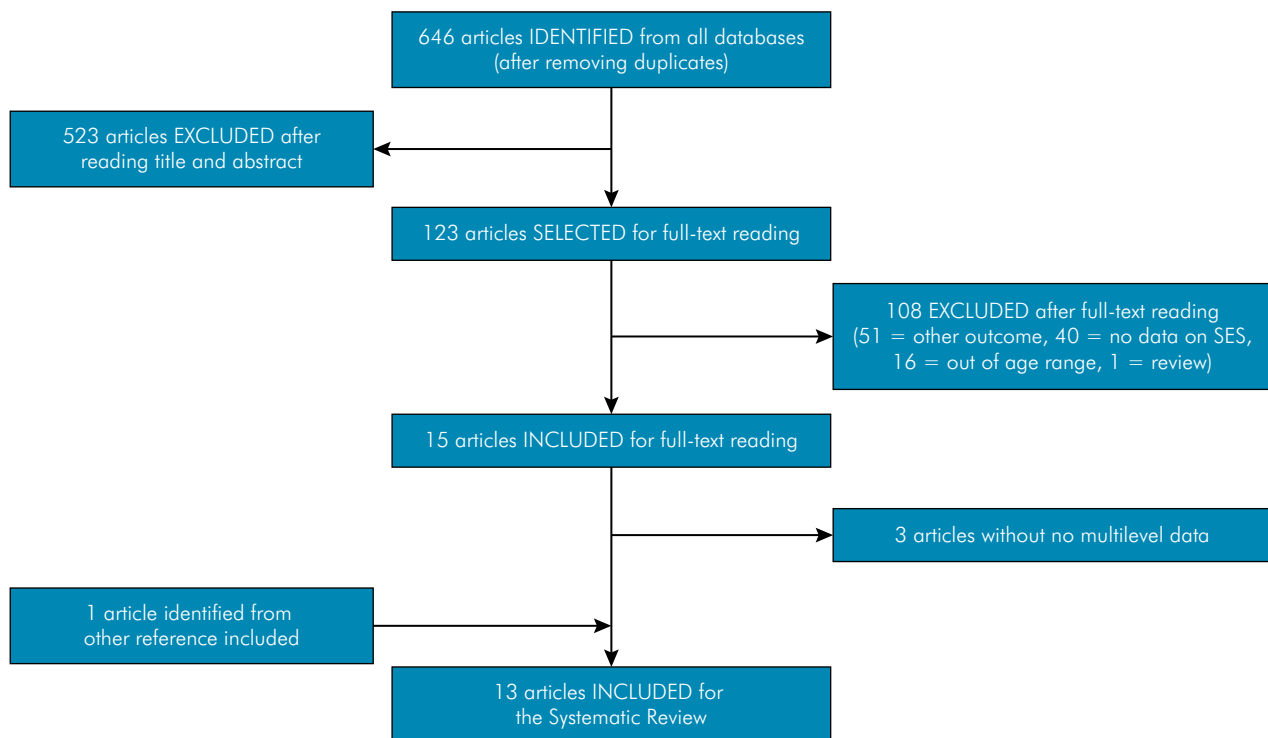 646 articles IDENTIFIED from all databases
(after removing duplicates)
523 articles EXCLUDED after
reading title and abstract
123 articles SELECTED for full-text reading
108 EXCLUDED after full-text reading
(51 = other outcome, 40 = no data on SES,
16 = out of age range, 1 = review)
15 articles INCLUDED for full-text reading
3 articles without no multilevel data
1 article identified from
other reference included
13 articles INCLUDED for
the Systematic Review